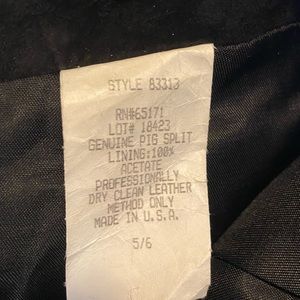 STYLE 83313
RN#65171
LOT# 18423
GENUINE PIG SPLIT
LINING:100%
ACETATE
PROFESSIONALLY
DRY CLEAN LEATHER
METHOD ONLY
MADE IN U.S.A.
5/6